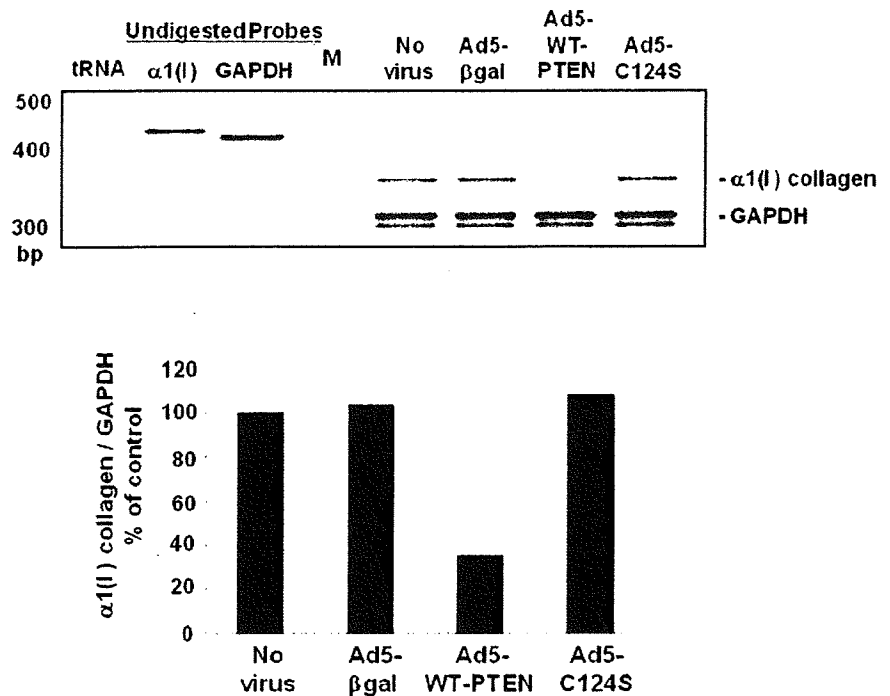 Undigested Probes
tRNA α1(I) GAPDH M No virus Ad5-βgal Ad5-WT-PTEN Ad5-C124S
500
400
300
bp
- α1(I) collagen
- GAPDH
α1(I) collagen / GAPDH
% of control
120
100
80
60
40
20
0
No virus Ad5-βgal Ad5-WT-PTEN Ad5-C124S